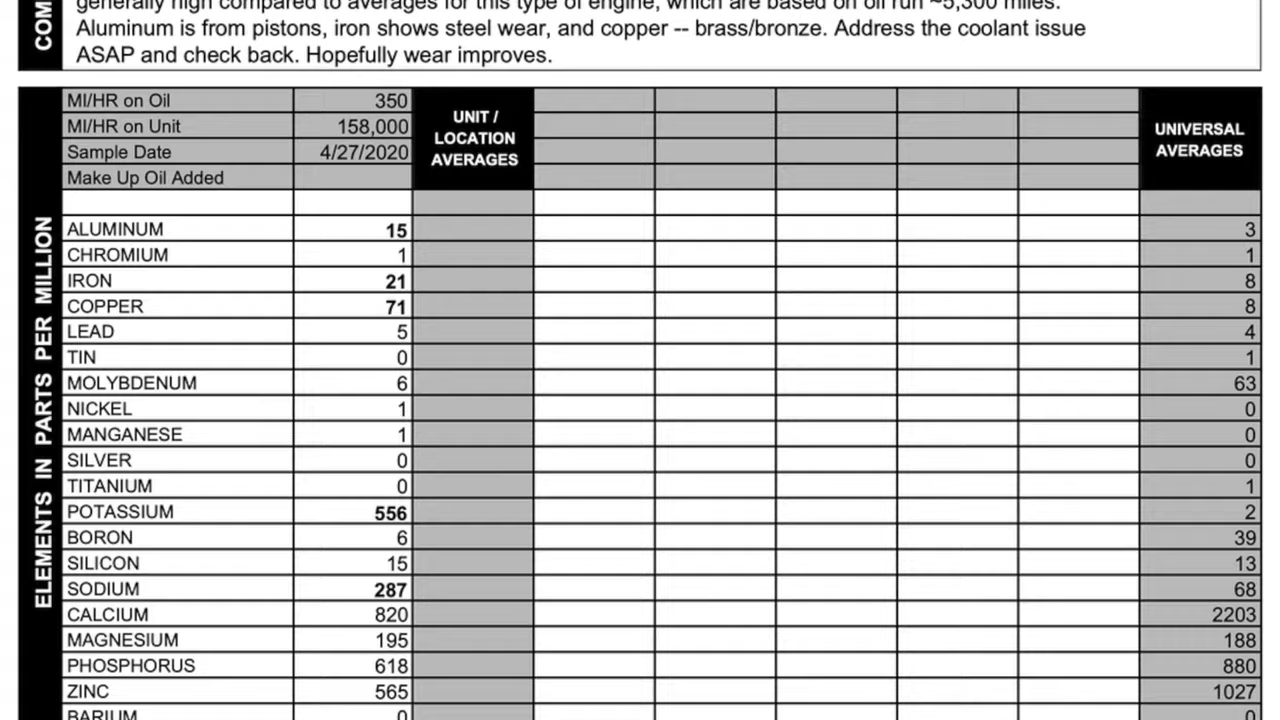 generally high compared to averages for this type of engine, which are based on oil run ~5,300 miles.
Aluminum is from pistons, iron shows steel wear, and copper -- brass/bronze. Address the coolant issue
ASAP and check back. Hopefully wear improves.
COM
MI/HR on Oil 350 UNIT / LOCATION AVERAGES UNIVERSAL AVERAGES
MI/HR on Unit 158,000
Sample Date 4/27/2020
Make Up Oil Added
ELEMENTS IN PARTS PER MILLION
ALUMINUM 15 3
CHROMIUM 1 1
IRON 21 8
COPPER 71 8
LEAD 5 4
TIN 0 1
MOLYBDENUM 6 63
NICKEL 1 0
MANGANESE 1 0
SILVER 0 0
TITANIUM 0 1
POTASSIUM 556 2
BORON 6 39
SILICON 15 13
SODIUM 287 68
CALCIUM 820 2203
MAGNESIUM 195 188
PHOSPHORUS 618 880
ZINC 565 1027
BARIUM 0 0